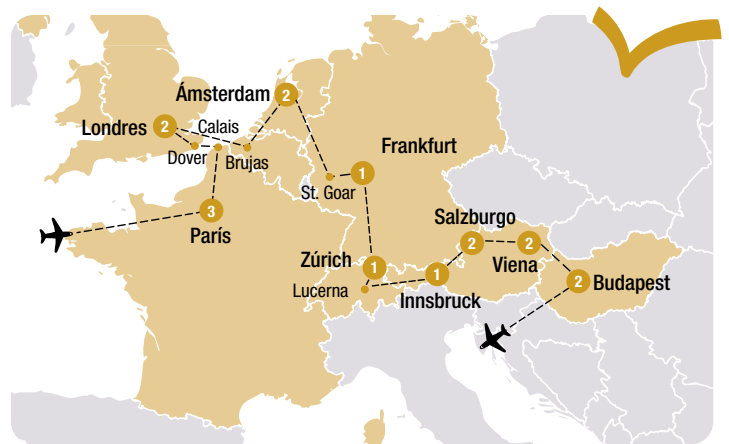 Ámsterdam
2
Londres
2
Calais
Dover
Brujas
Frankfurt
1
St. Goar
3
París
Salzburgo
2
2
Viena
Zúrich
1
Lucerna
1
Innsbruck
2
Budapest